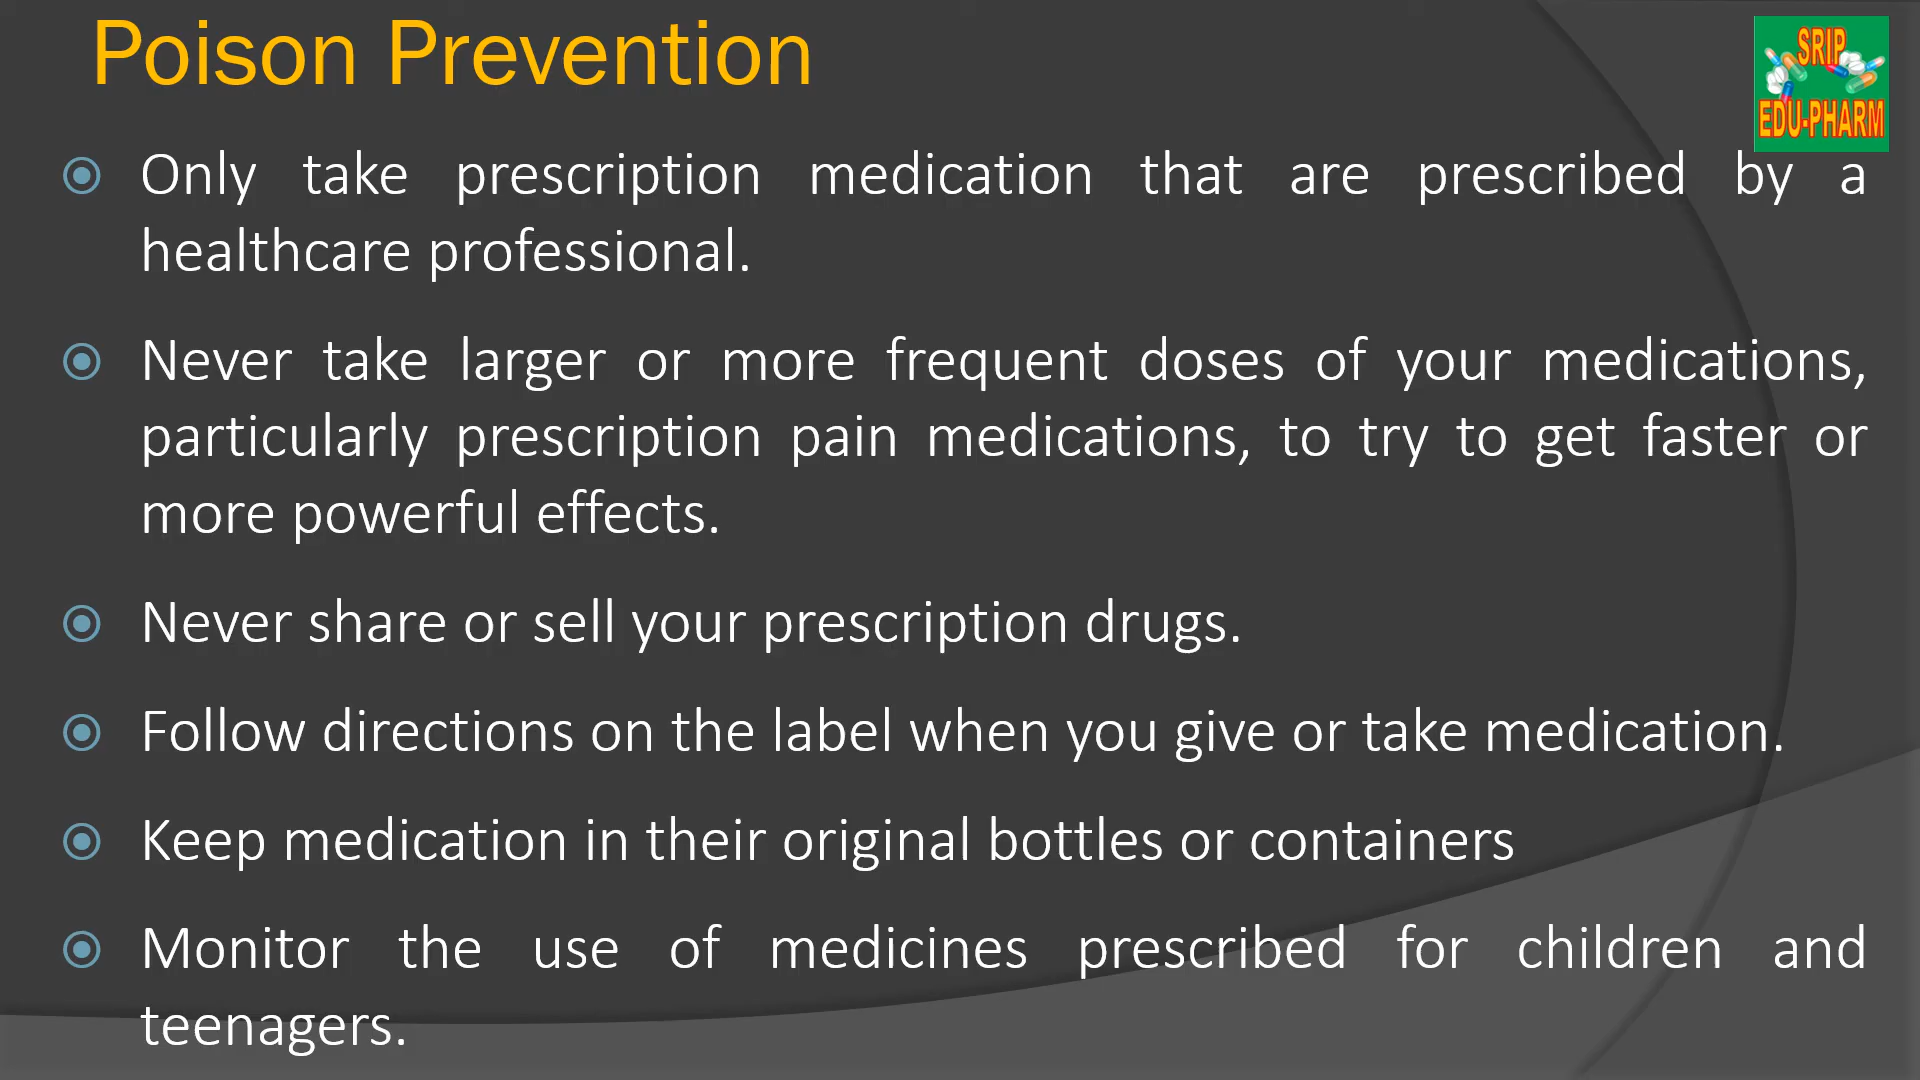 Poison Prevention
SRIP
EDU-PHARM
Only take prescription medication that are prescribed by a
healthcare professional.
Never take larger or more frequent doses of your medications,
particularly prescription pain medications, to try to get faster or
more powerful effects.
Never share or sell your prescription drugs.
Follow directions on the label when you give or take medication.
Keep medication in their original bottles or containers
Monitor the use of medicines prescribed for children and
teenagers.